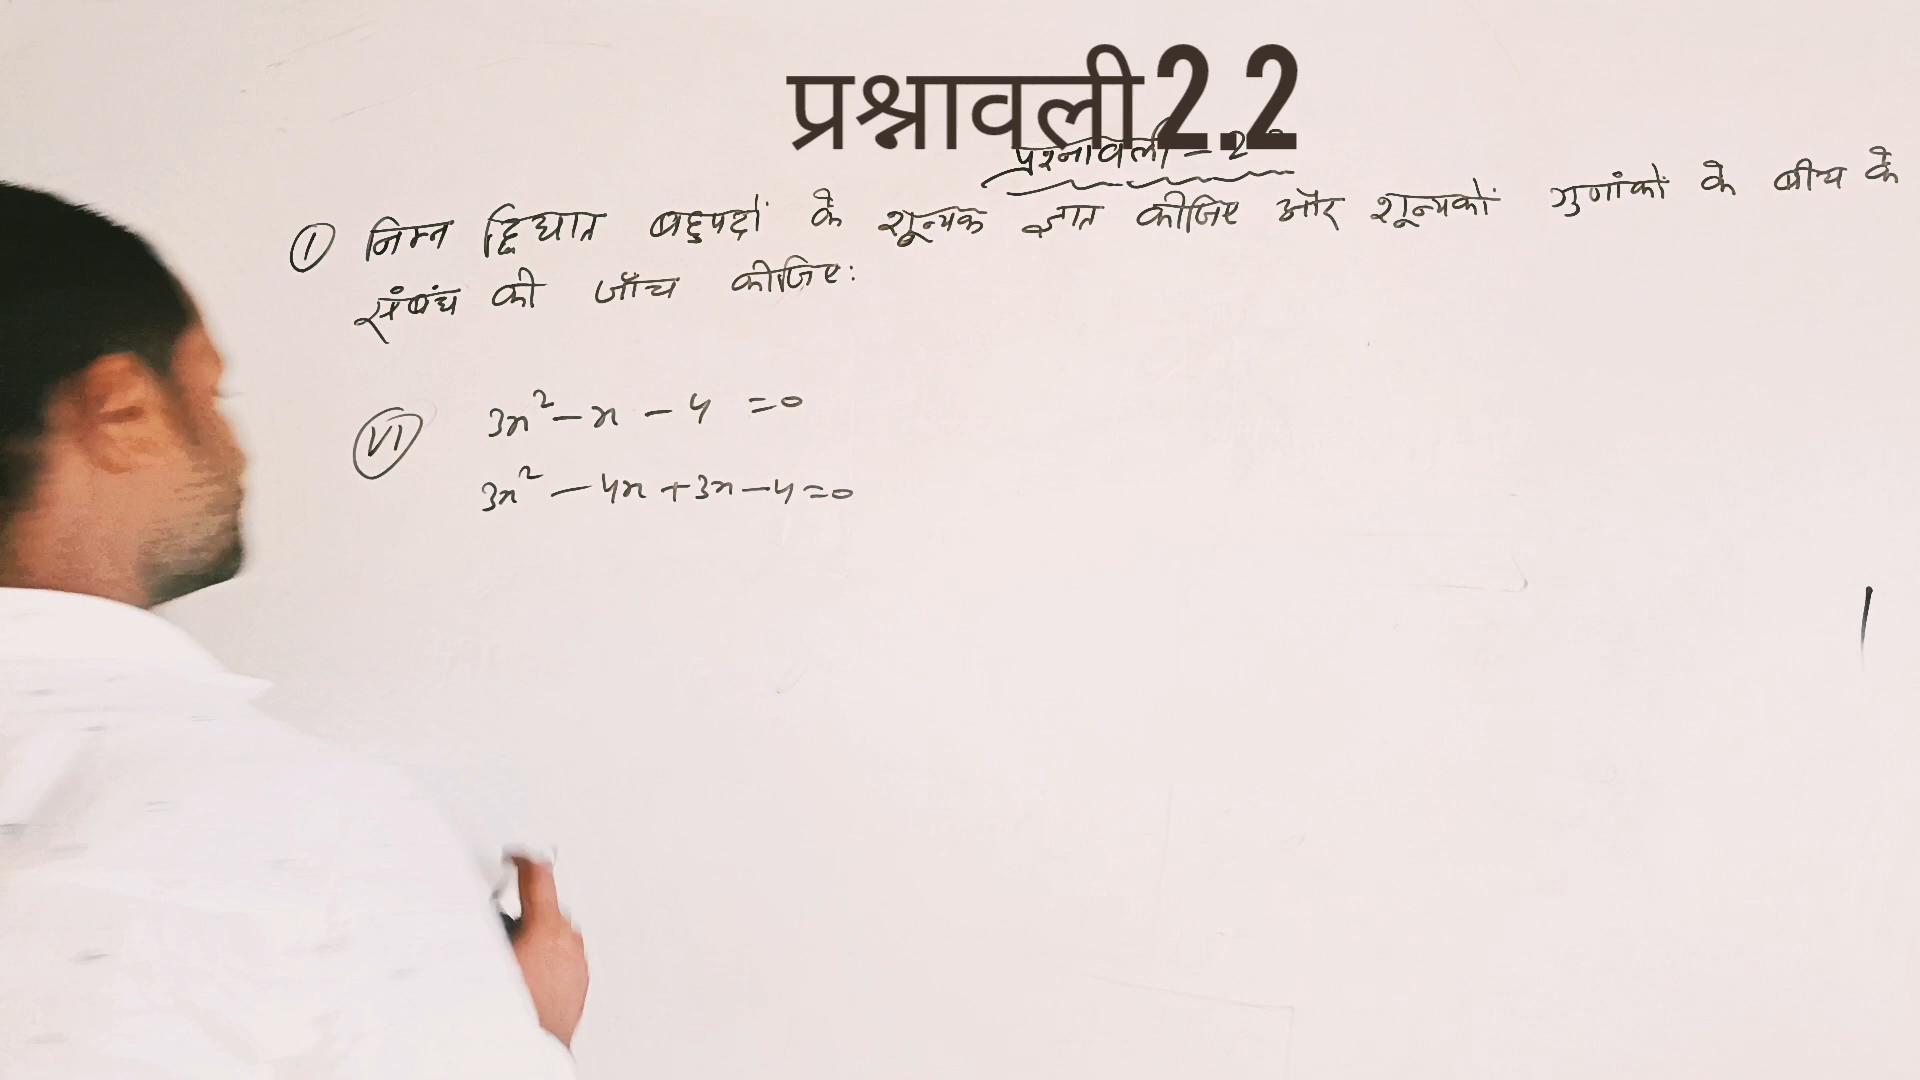 प्रश्नावली 2.2
प्रश्नावली - 2
① निम्न द्विघात बहुपदों के शून्यक ज्ञात कीजिए और शून्यकों गुणांकों के बीच के
संबंध की जाँच कीजिए:
VI 3x² - x - 4 = 0
3x² - 4x + 3x - 4 = 0